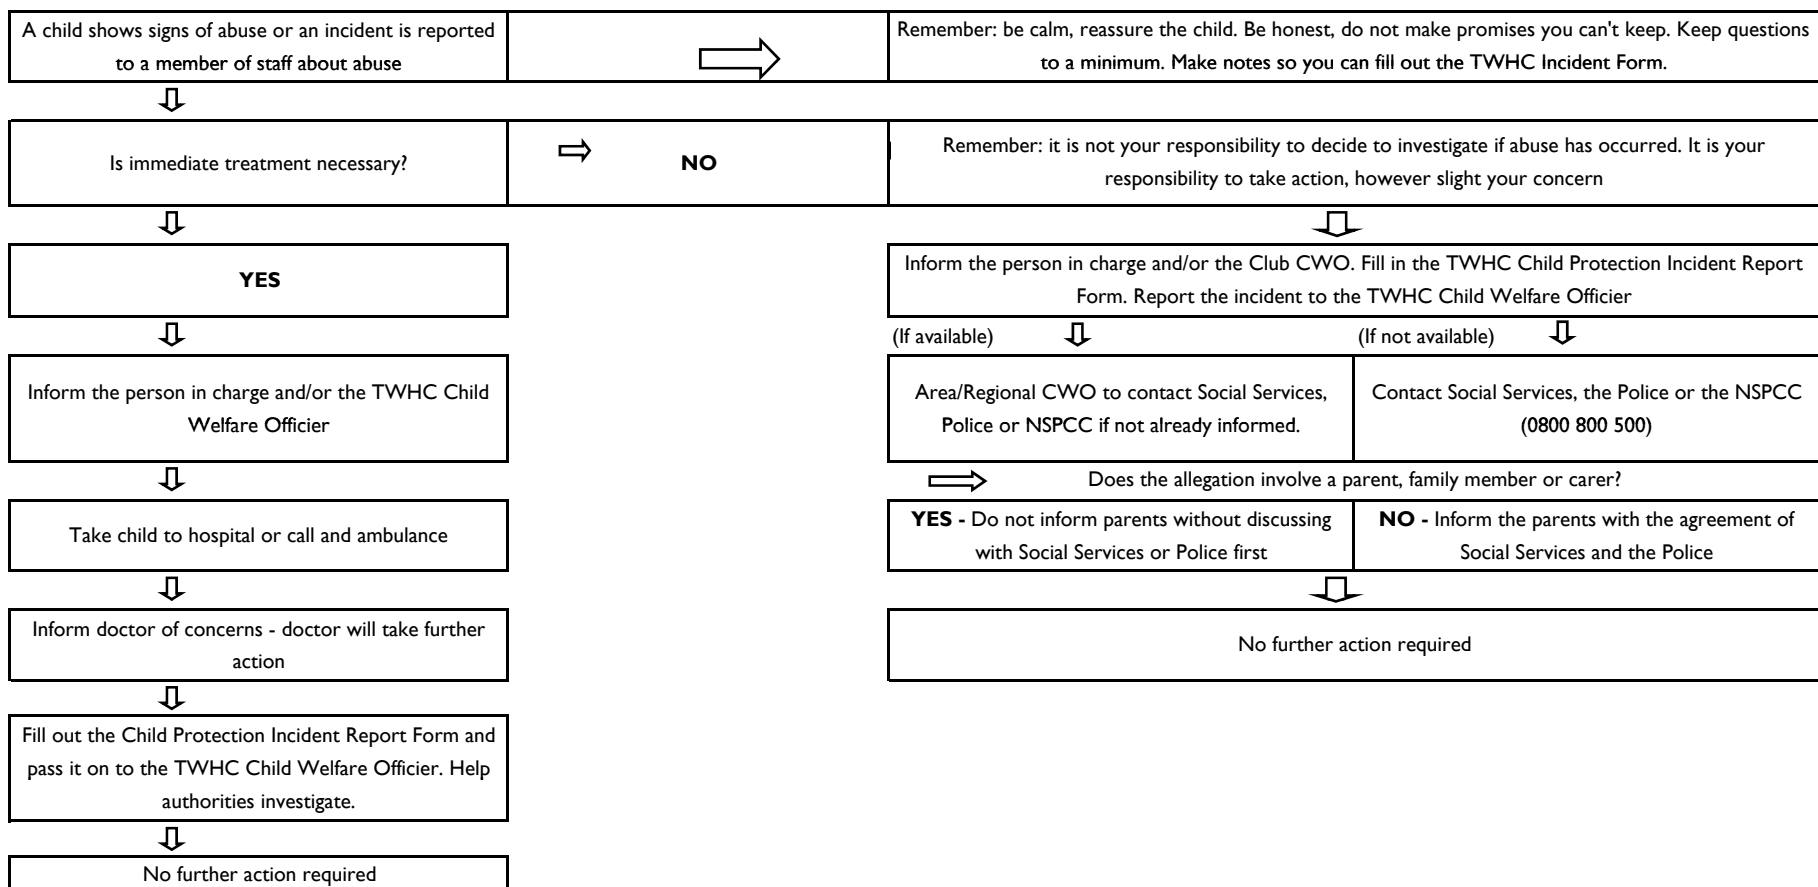 A child shows signs of abuse or an incident is reported
to a member of staff about abuse
Remember: be calm, reassure the child. Be honest, do not make promises you can't keep. Keep questions
to a minimum. Make notes so you can fill out the TWHC Incident Form.
Is immediate treatment necessary?
NO
Remember: it is not your responsibility to decide to investigate if abuse has occurred. It is your
responsibility to take action, however slight your concern
YES
Inform the person in charge and/or the TWHC Child
Welfare Officier
Take child to hospital or call and ambulance
Inform doctor of concerns - doctor will take further
action
Fill out the Child Protection Incident Report Form and
pass it on to the TWHC Child Welfare Officier. Help
authorities investigate.
No further action required
Inform the person in charge and/or the Club CWO. Fill in the TWHC Child Protection Incident Report
Form. Report the incident to the TWHC Child Welfare Officier
(If available)
(If not available)
Area/Regional CWO to contact Social Services,
Police or NSPCC if not already informed.
Contact Social Services, the Police or the NSPCC
(0800 800 500)
Does the allegation involve a parent, family member or carer?
YES - Do not inform parents without discussing
with Social Services or Police first
NO - Inform the parents with the agreement of
Social Services and the Police
No further action required